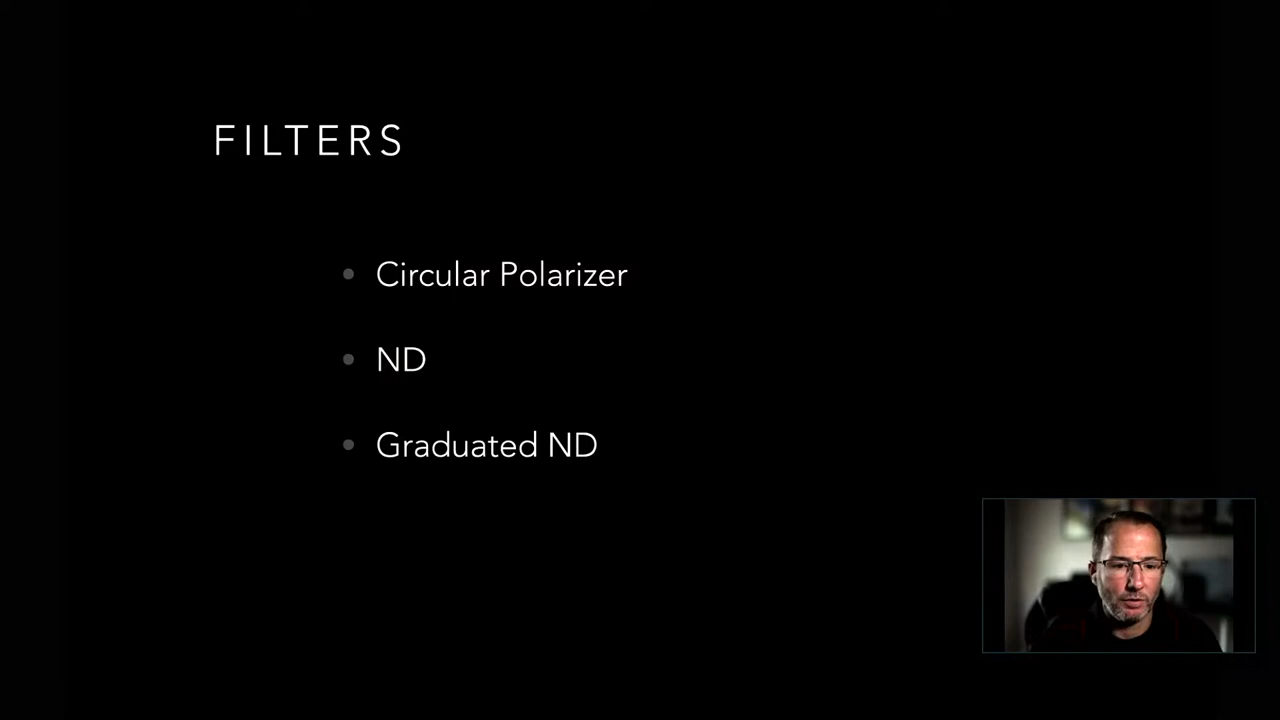 FILTERS
• Circular Polarizer
• ND
• Graduated ND